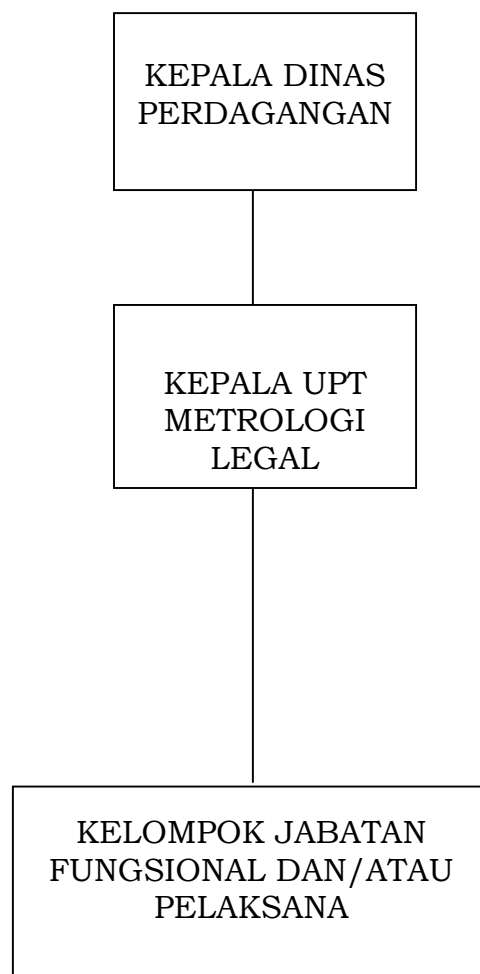 KEPALA DINAS
PERDAGANGAN
KEPALA UPT
METROLOGI
LEGAL
KELOMPOK JABATAN
FUNGSIONAL DAN/ATAU
PELAKSANA